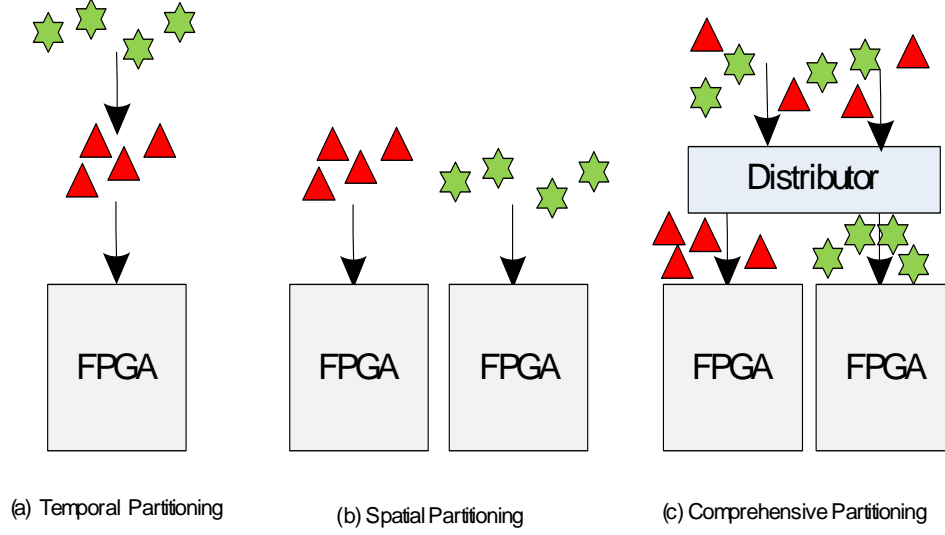 Distributor
FPGA
FPGA
FPGA
FPGA
FPGA
(a) Temporal Partitioning
(b) Spatial Partitioning
(c) Comprehensive Partitioning